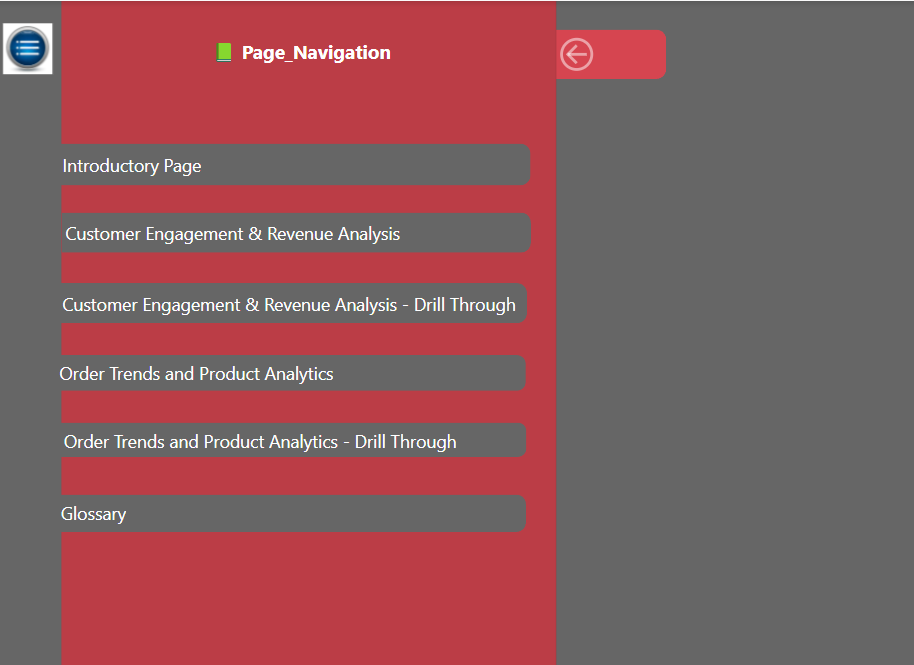 📗 Page_Navigation
Introductory Page
Customer Engagement & Revenue Analysis
Customer Engagement & Revenue Analysis - Drill Through
Order Trends and Product Analytics
Order Trends and Product Analytics - Drill Through
Glossary